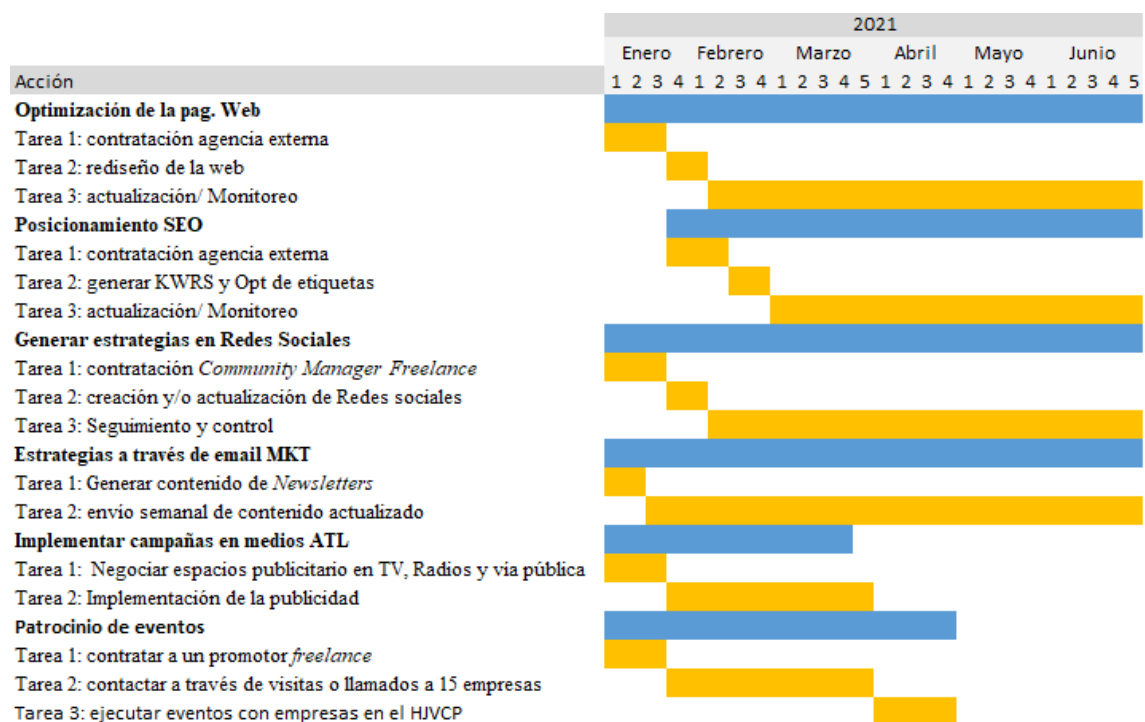 2021
Enero Febrero Marzo Abril Mayo Junio
Acción 1 2 3 4 1 2 3 4 1 2 3 4 5 1 2 3 4 1 2 3 4 1 2 3 4 5
Optimización de la pag. Web
Tarea 1: contratación agencia externa
Tarea 2: rediseño de la web
Tarea 3: actualización/ Monitoreo
Posicionamiento SEO
Tarea 1: contratación agencia externa
Tarea 2: generar KWRS y Opt de etiquetas
Tarea 3: actualización/ Monitoreo
Generar estrategias en Redes Sociales
Tarea 1: contratación Community Manager Freelance
Tarea 2: creación y/o actualización de Redes sociales
Tarea 3: Seguimiento y control
Estrategias a través de email MKT
Tarea 1: Generar contenido de Newsletters
Tarea 2: envío semanal de contenido actualizado
Implementar campañas en medios ATL
Tarea 1: Negociar espacios publicitario en TV, Radios y vía pública
Tarea 2: Implementación de la publicidad
Patrocinio de eventos
Tarea 1: contratar a un promotor freelance
Tarea 2: contactar a través de visitas o llamados a 15 empresas
Tarea 3: ejecutar eventos con empresas en el HJVCP